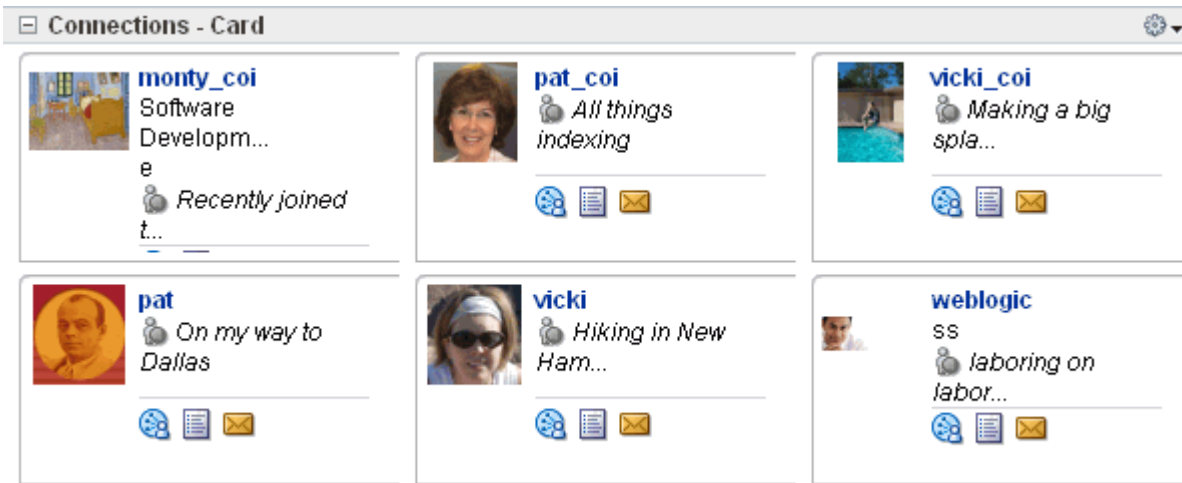 Connections - Card
monty_coi
Software
Developm...
e
Recently joined
t...
pat_coi
All things
indexing
vicki_coi
Making a big
spla...
pat
On my way to
Dallas
vicki
Hiking in New
Ham...
weblogic
ss
laboring on
labor...